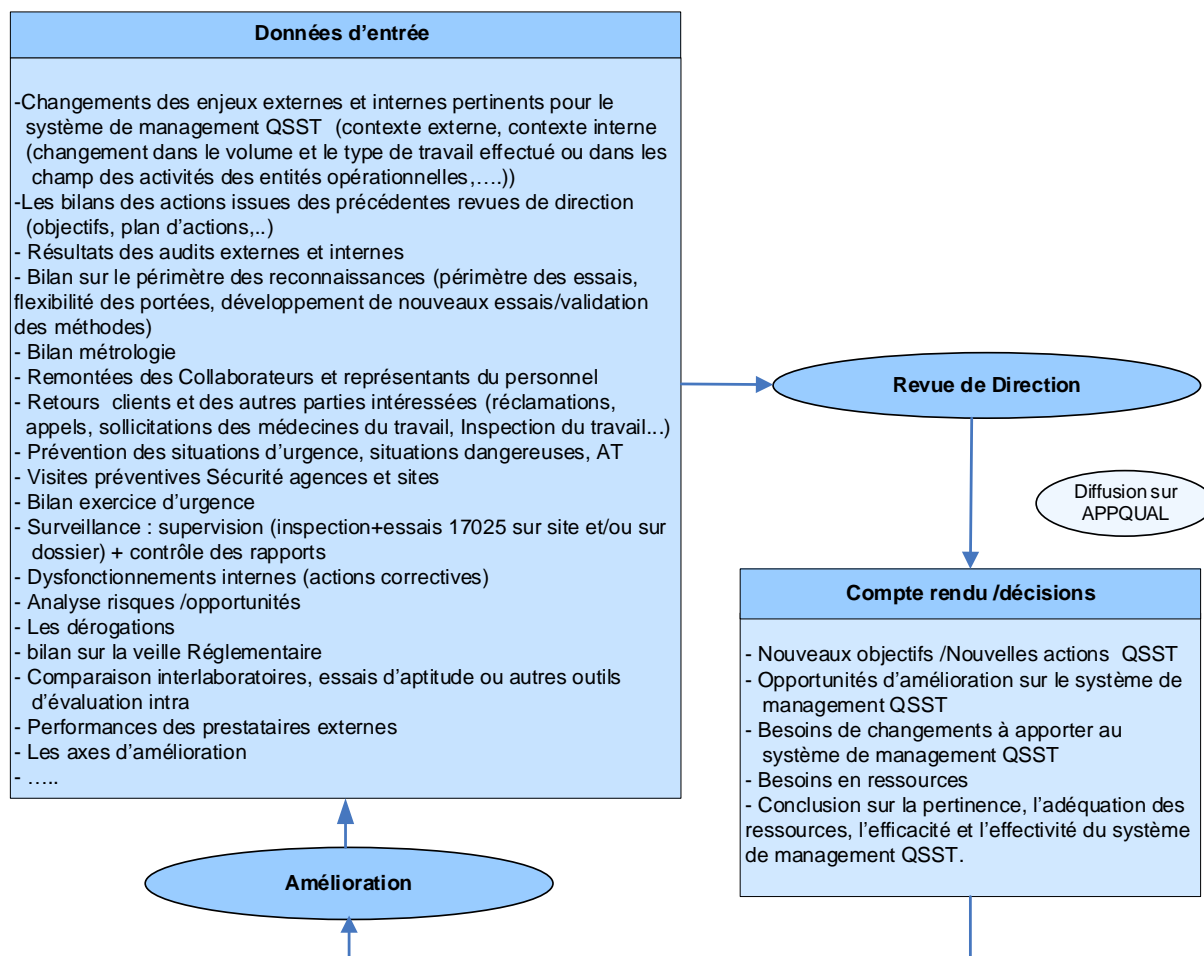 Données d'entrée
-Changements des enjeux externes et internes pertinents pour le
système de management QSST (contexte externe, contexte interne
(changement dans le volume et le type de travail effectué ou dans les
champ des activités des entités opérationnelles,….))
-Les bilans des actions issues des précédentes revues de direction
(objectifs, plan d'actions,..)
- Résultats des audits externes et internes
- Bilan sur le périmètre des reconnaissances (périmètre des essais,
flexibilité des portées, développement de nouveaux essais/validation
des méthodes)
- Bilan métrologie
- Remontées des Collaborateurs et représentants du personnel
- Retours clients et des autres parties intéressées (réclamations,
appels, sollicitations des médecines du travail, Inspection du travail...)
- Prévention des situations d'urgence, situations dangereuses, AT
- Visites préventives Sécurité agences et sites
- Bilan exercice d'urgence
- Surveillance : supervision (inspection+essais 17025 sur site et/ou sur
dossier) + contrôle des rapports
- Dysfonctionnements internes (actions correctives)
- Analyse risques /opportunités
- Les dérogations
- bilan sur la veille Réglementaire
- Comparaison interlaboratoires, essais d'aptitude ou autres outils
d'évaluation intra
- Performances des prestataires externes
- Les axes d'amélioration
- …..
Revue de Direction
Diffusion sur
APPQUAL
Compte rendu /décisions
- Nouveaux objectifs /Nouvelles actions QSST
- Opportunités d'amélioration sur le système de
management QSST
- Besoins de changements à apporter au
système de management QSST
- Besoins en ressources
- Conclusion sur la pertinence, l'adéquation des
ressources, l'efficacité et l'effectivité du système
de management QSST.
Amélioration